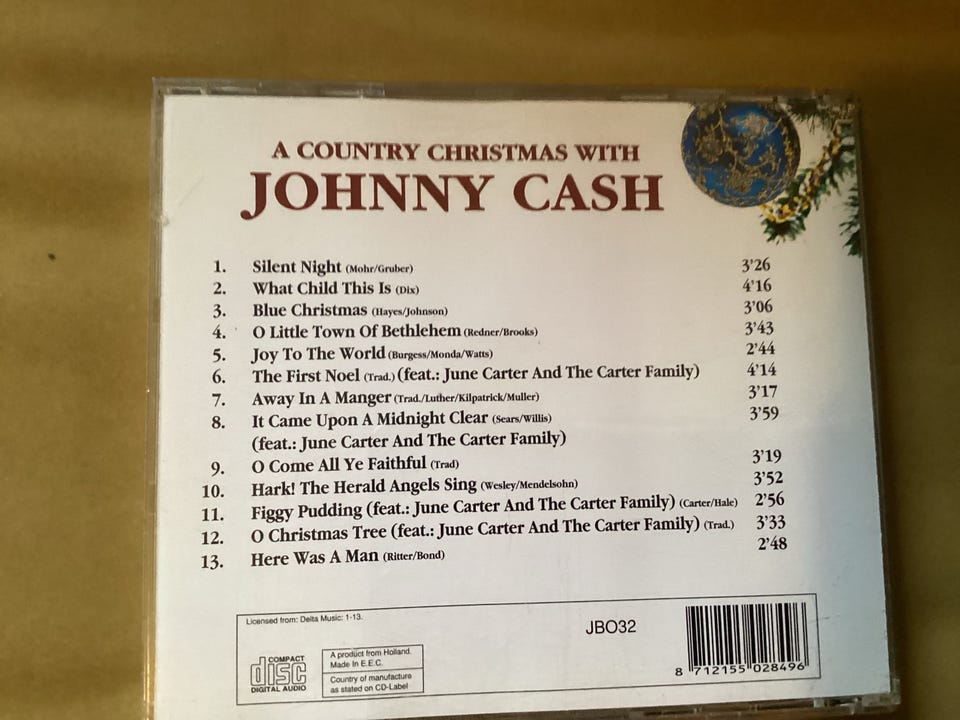 A COUNTRY CHRISTMAS WITH
JOHNNY CASH
1. Silent Night (Mohr/Gruber) 3'26
2. What Child This Is (Dix) 4'16
3. Blue Christmas (Hayes/Johnson) 3'06
4. O Little Town Of Bethlehem (Redner/Brooks) 3'43
5. Joy To The World (Burgess/Monda/Watts) 2'44
6. The First Noel (Trad.) (feat.: June Carter And The Carter Family) 4'14
7. Away In A Manger (Trad./Luther/Kilpatrick/Muller) 3'17
8. It Came Upon A Midnight Clear (Sears/Willis) 3'59
(feat.: June Carter And The Carter Family)
9. O Come All Ye Faithful (Trad) 3'19
10. Hark! The Herald Angels Sing (Wesley/Mendelsohn) 3'52
11. Figgy Pudding (feat.: June Carter And The Carter Family) (Carter/Hale) 2'56
12. O Christmas Tree (feat.: June Carter And The Carter Family) (Trad.) 3'33
13. Here Was A Man (Ritter/Bond) 2'48
Licensed from: Delta Music: 1-13.
JBO32
COMPACT
disc
DIGITAL AUDIO
A product from Holland.
Made In E.E.C.
Country of manufacture
as stated on CD-Label
8 712155 028496